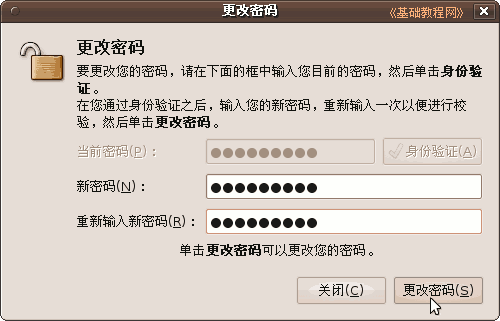 更改密码
《基础教程网》
更改密码
要更改您的密码，请在下面的框中输入您目前的密码，然后单击身份验
证。
在您通过身份验证之后，输入您的新密码，重新输入一次以便进行校
验，然后单击更改密码。
当前密码(P)： ●●●●●●●●● 身份验证(A)
新密码(N)： ●●●●●●●●●
重新输入新密码(R)： ●●●●●●●●●
单击更改密码可以更改您的密码。
关闭(C) 更改密码(S)